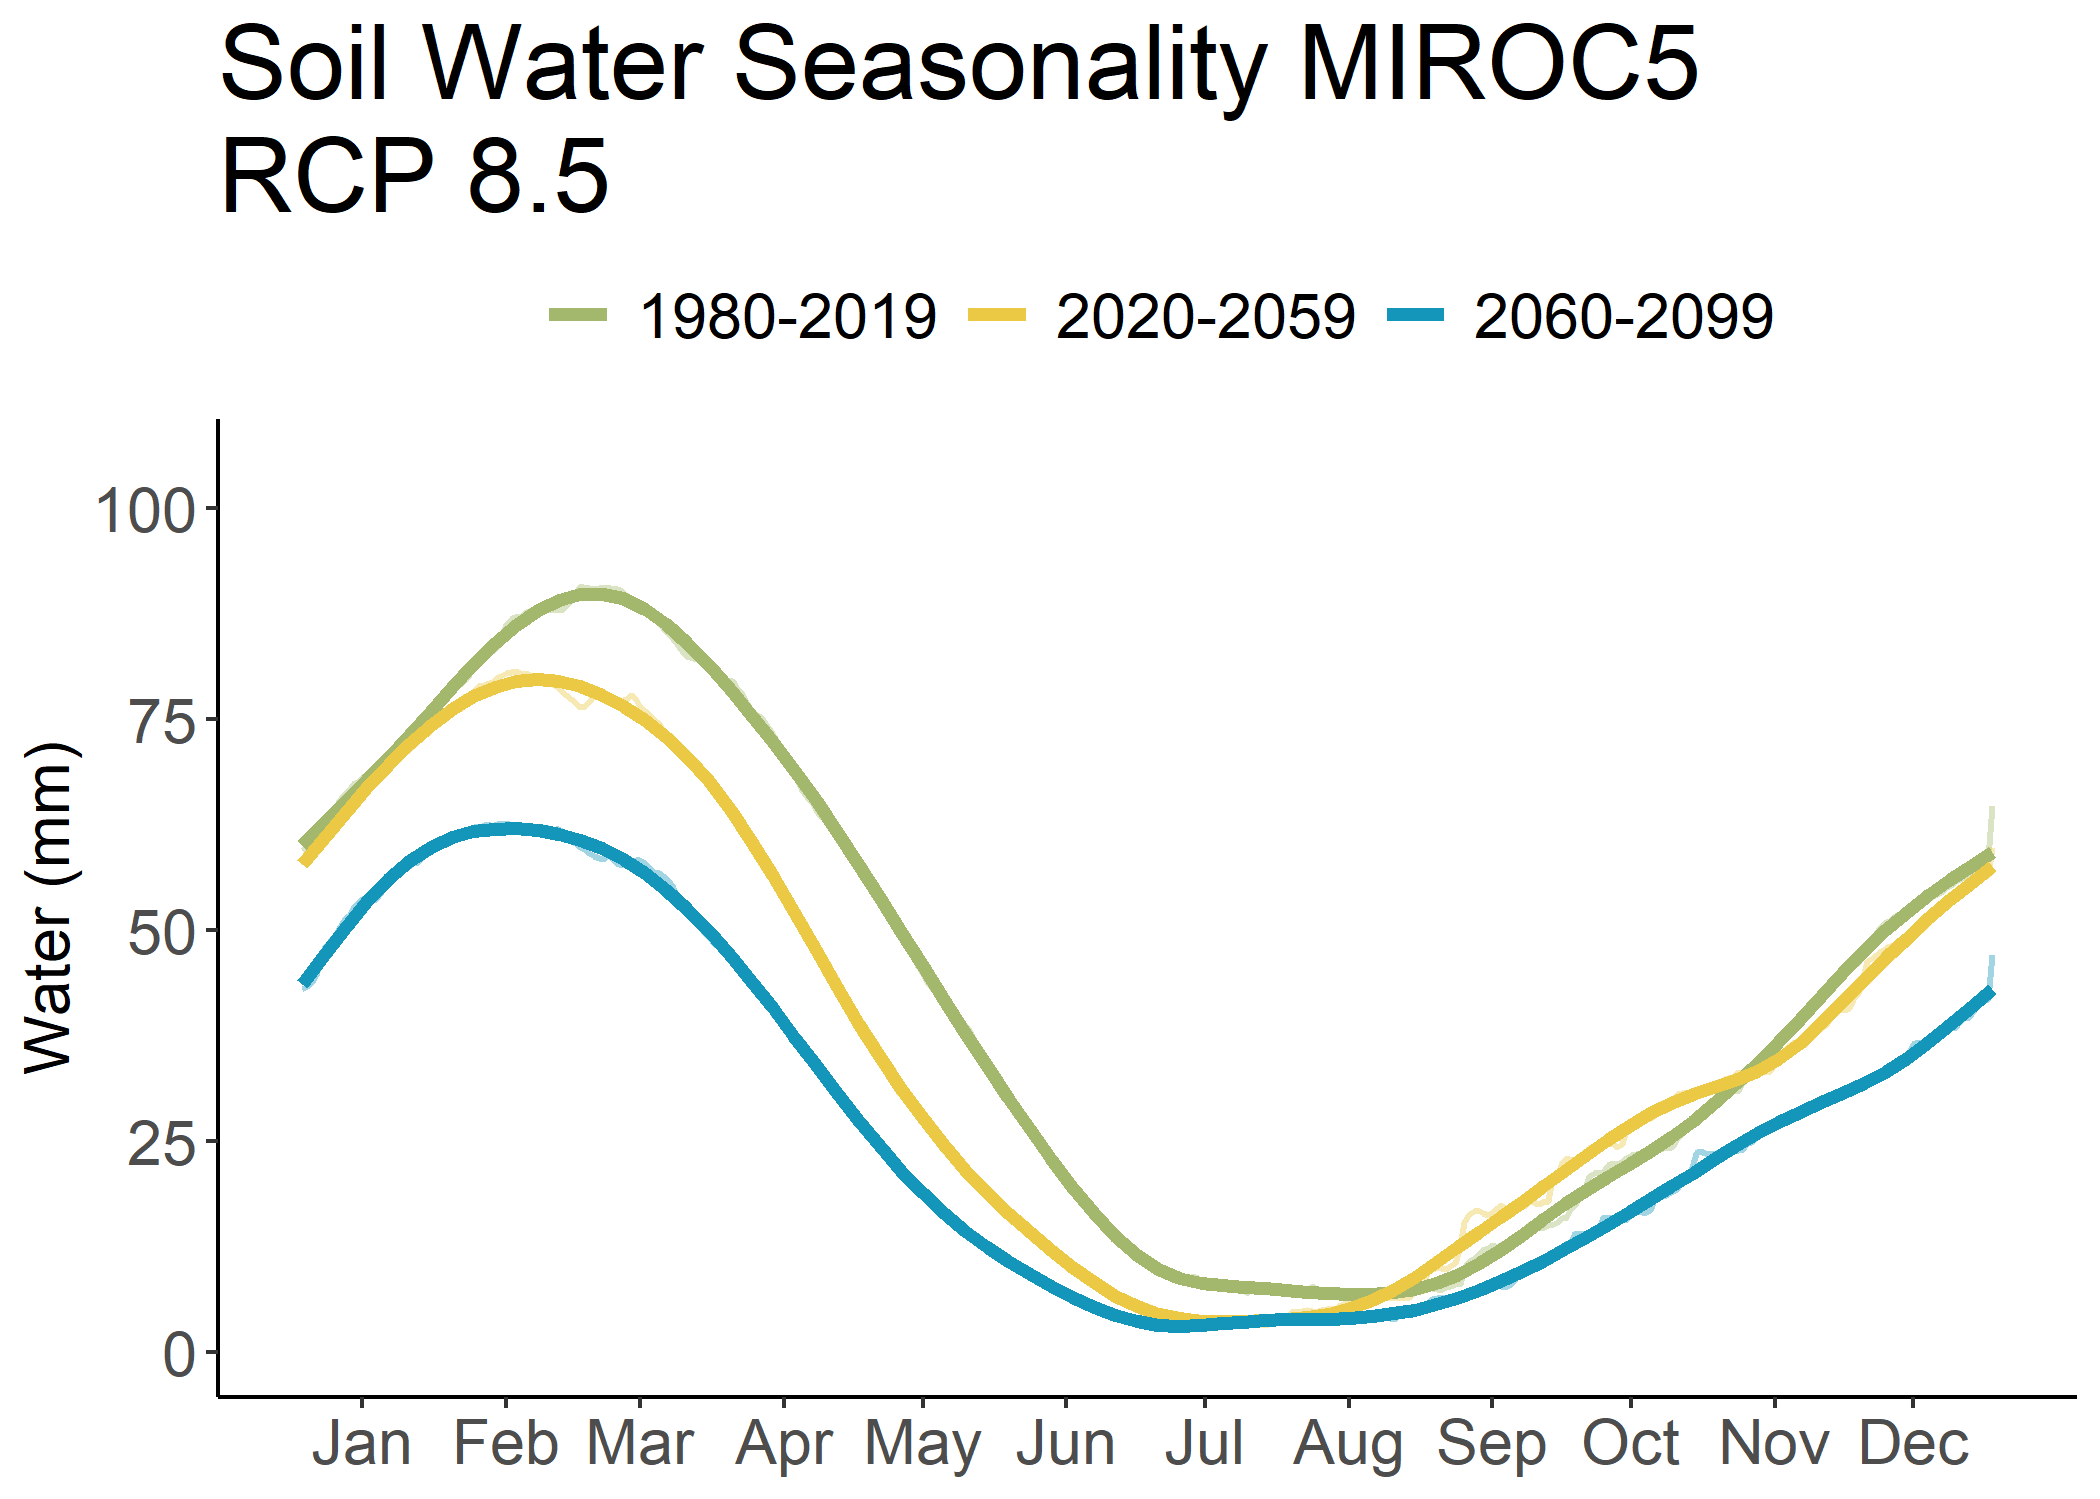 Soil Water Seasonality MIROC5
RCP 8.5
1980-2019 2020-2059 2060-2099
Water (mm)
100
75
50
25
0
Jan Feb Mar Apr May Jun Jul Aug Sep Oct Nov Dec